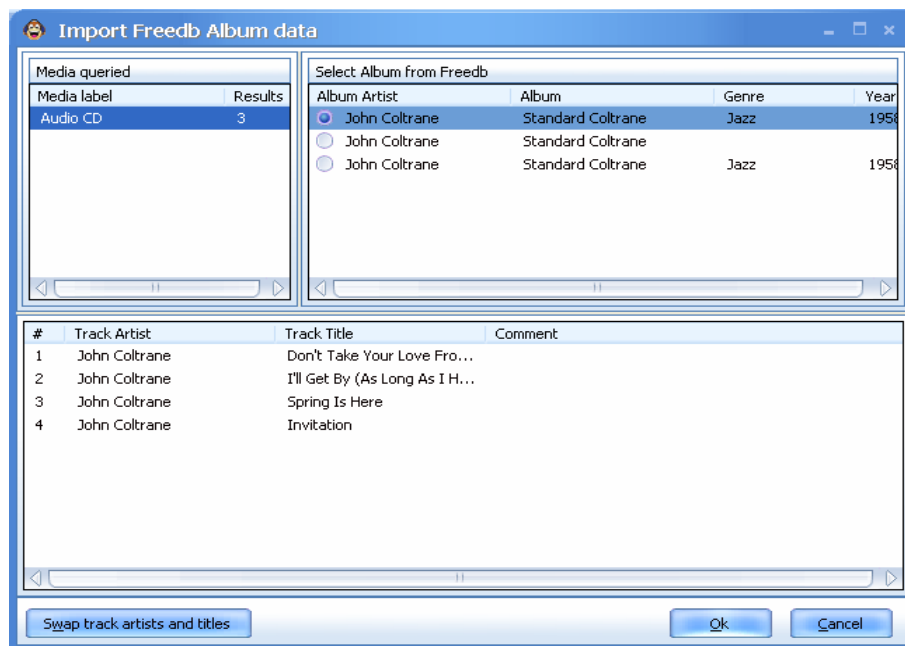 Import Freedb Album data
Media queried
Media label Results
Audio CD 3
Select Album from Freedb
Album Artist Album Genre Year
John Coltrane Standard Coltrane Jazz 1958
John Coltrane Standard Coltrane
John Coltrane Standard Coltrane Jazz 1958
# Track Artist Track Title Comment
1 John Coltrane Don't Take Your Love Fro...
2 John Coltrane I'll Get By (As Long As I H...
3 John Coltrane Spring Is Here
4 John Coltrane Invitation
Swap track artists and titles Ok Cancel